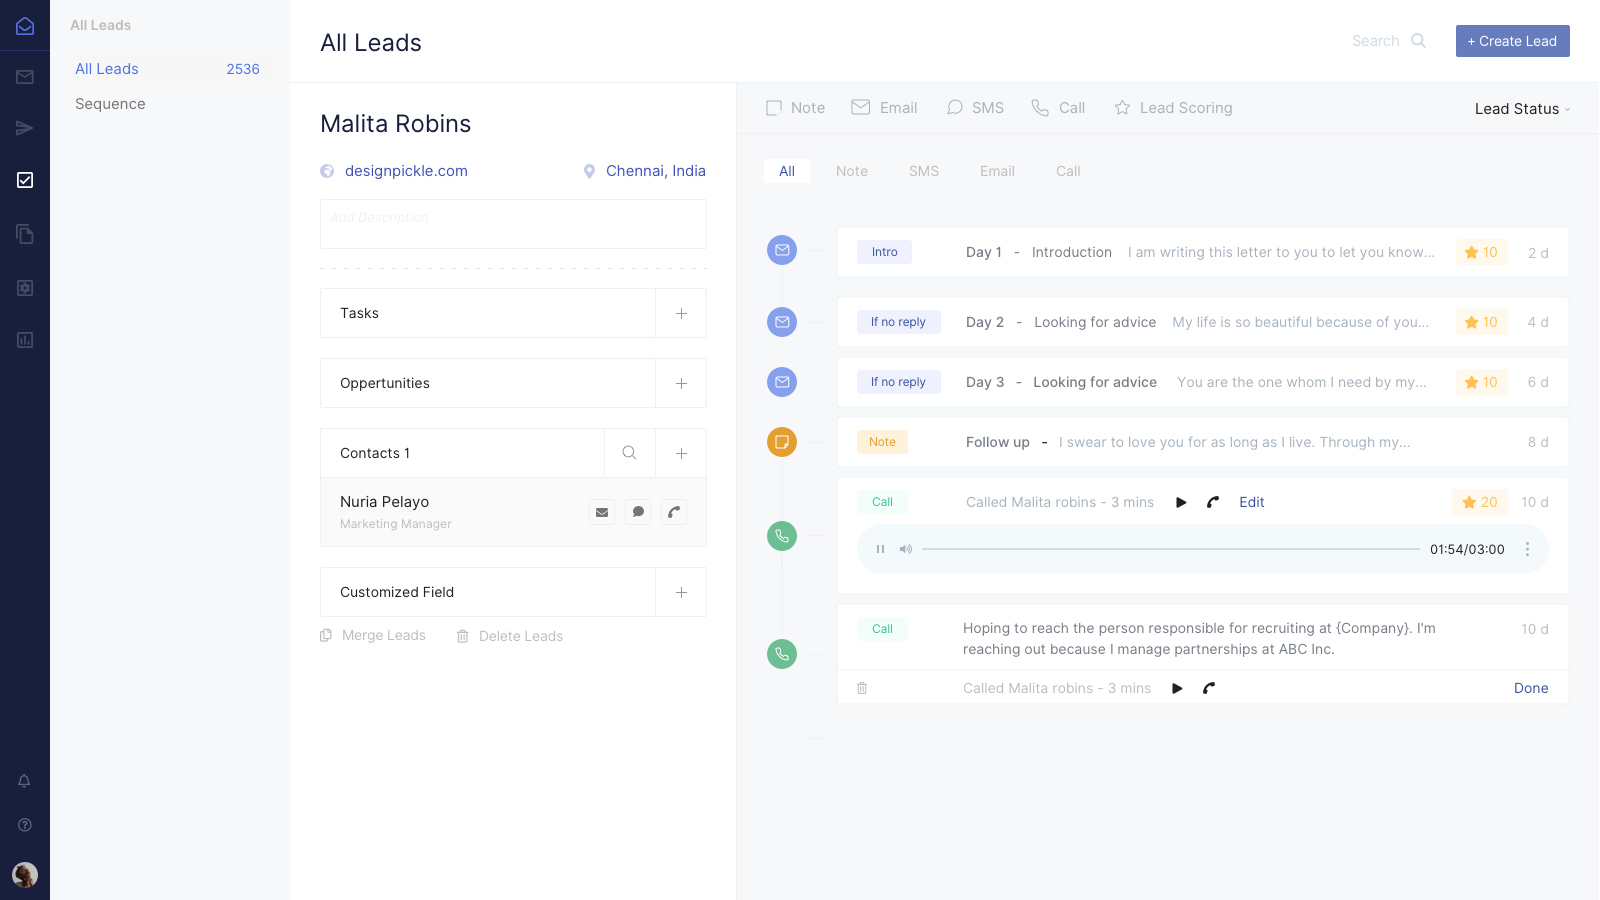 All Leads
All Leads 2536
Sequence
All Leads
Search
+ Create Lead
Malita Robins
designpickle.com
Chennai, India
Add Description
Tasks
Oppertunities
Contacts 1
Nuria Pelayo
Marketing Manager
Customized Field
Merge Leads
Delete Leads
Note Email SMS Call Lead Scoring
Lead Status
All Note SMS Email Call
Intro Day 1 - Introduction I am writing this letter to you to let you know... 10 2 d
If no reply Day 2 - Looking for advice My life is so beautiful because of you... 10 4 d
If no reply Day 3 - Looking for advice You are the one whom I need by my... 10 6 d
Note Follow up - I swear to love you for as long as I live. Through my... 8 d
Call Called Malita robins - 3 mins Edit 20 10 d
01:54/03:00
Call Hoping to reach the person responsible for recruiting at {Company}. I'm 10 d
reaching out because I manage partnerships at ABC Inc.
Called Malita robins - 3 mins Done